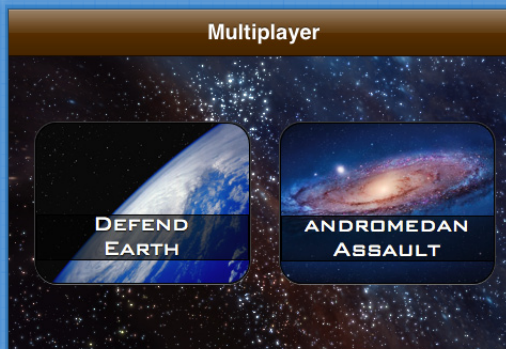 Multiplayer
Defend
Earth
Andromedan
Assault